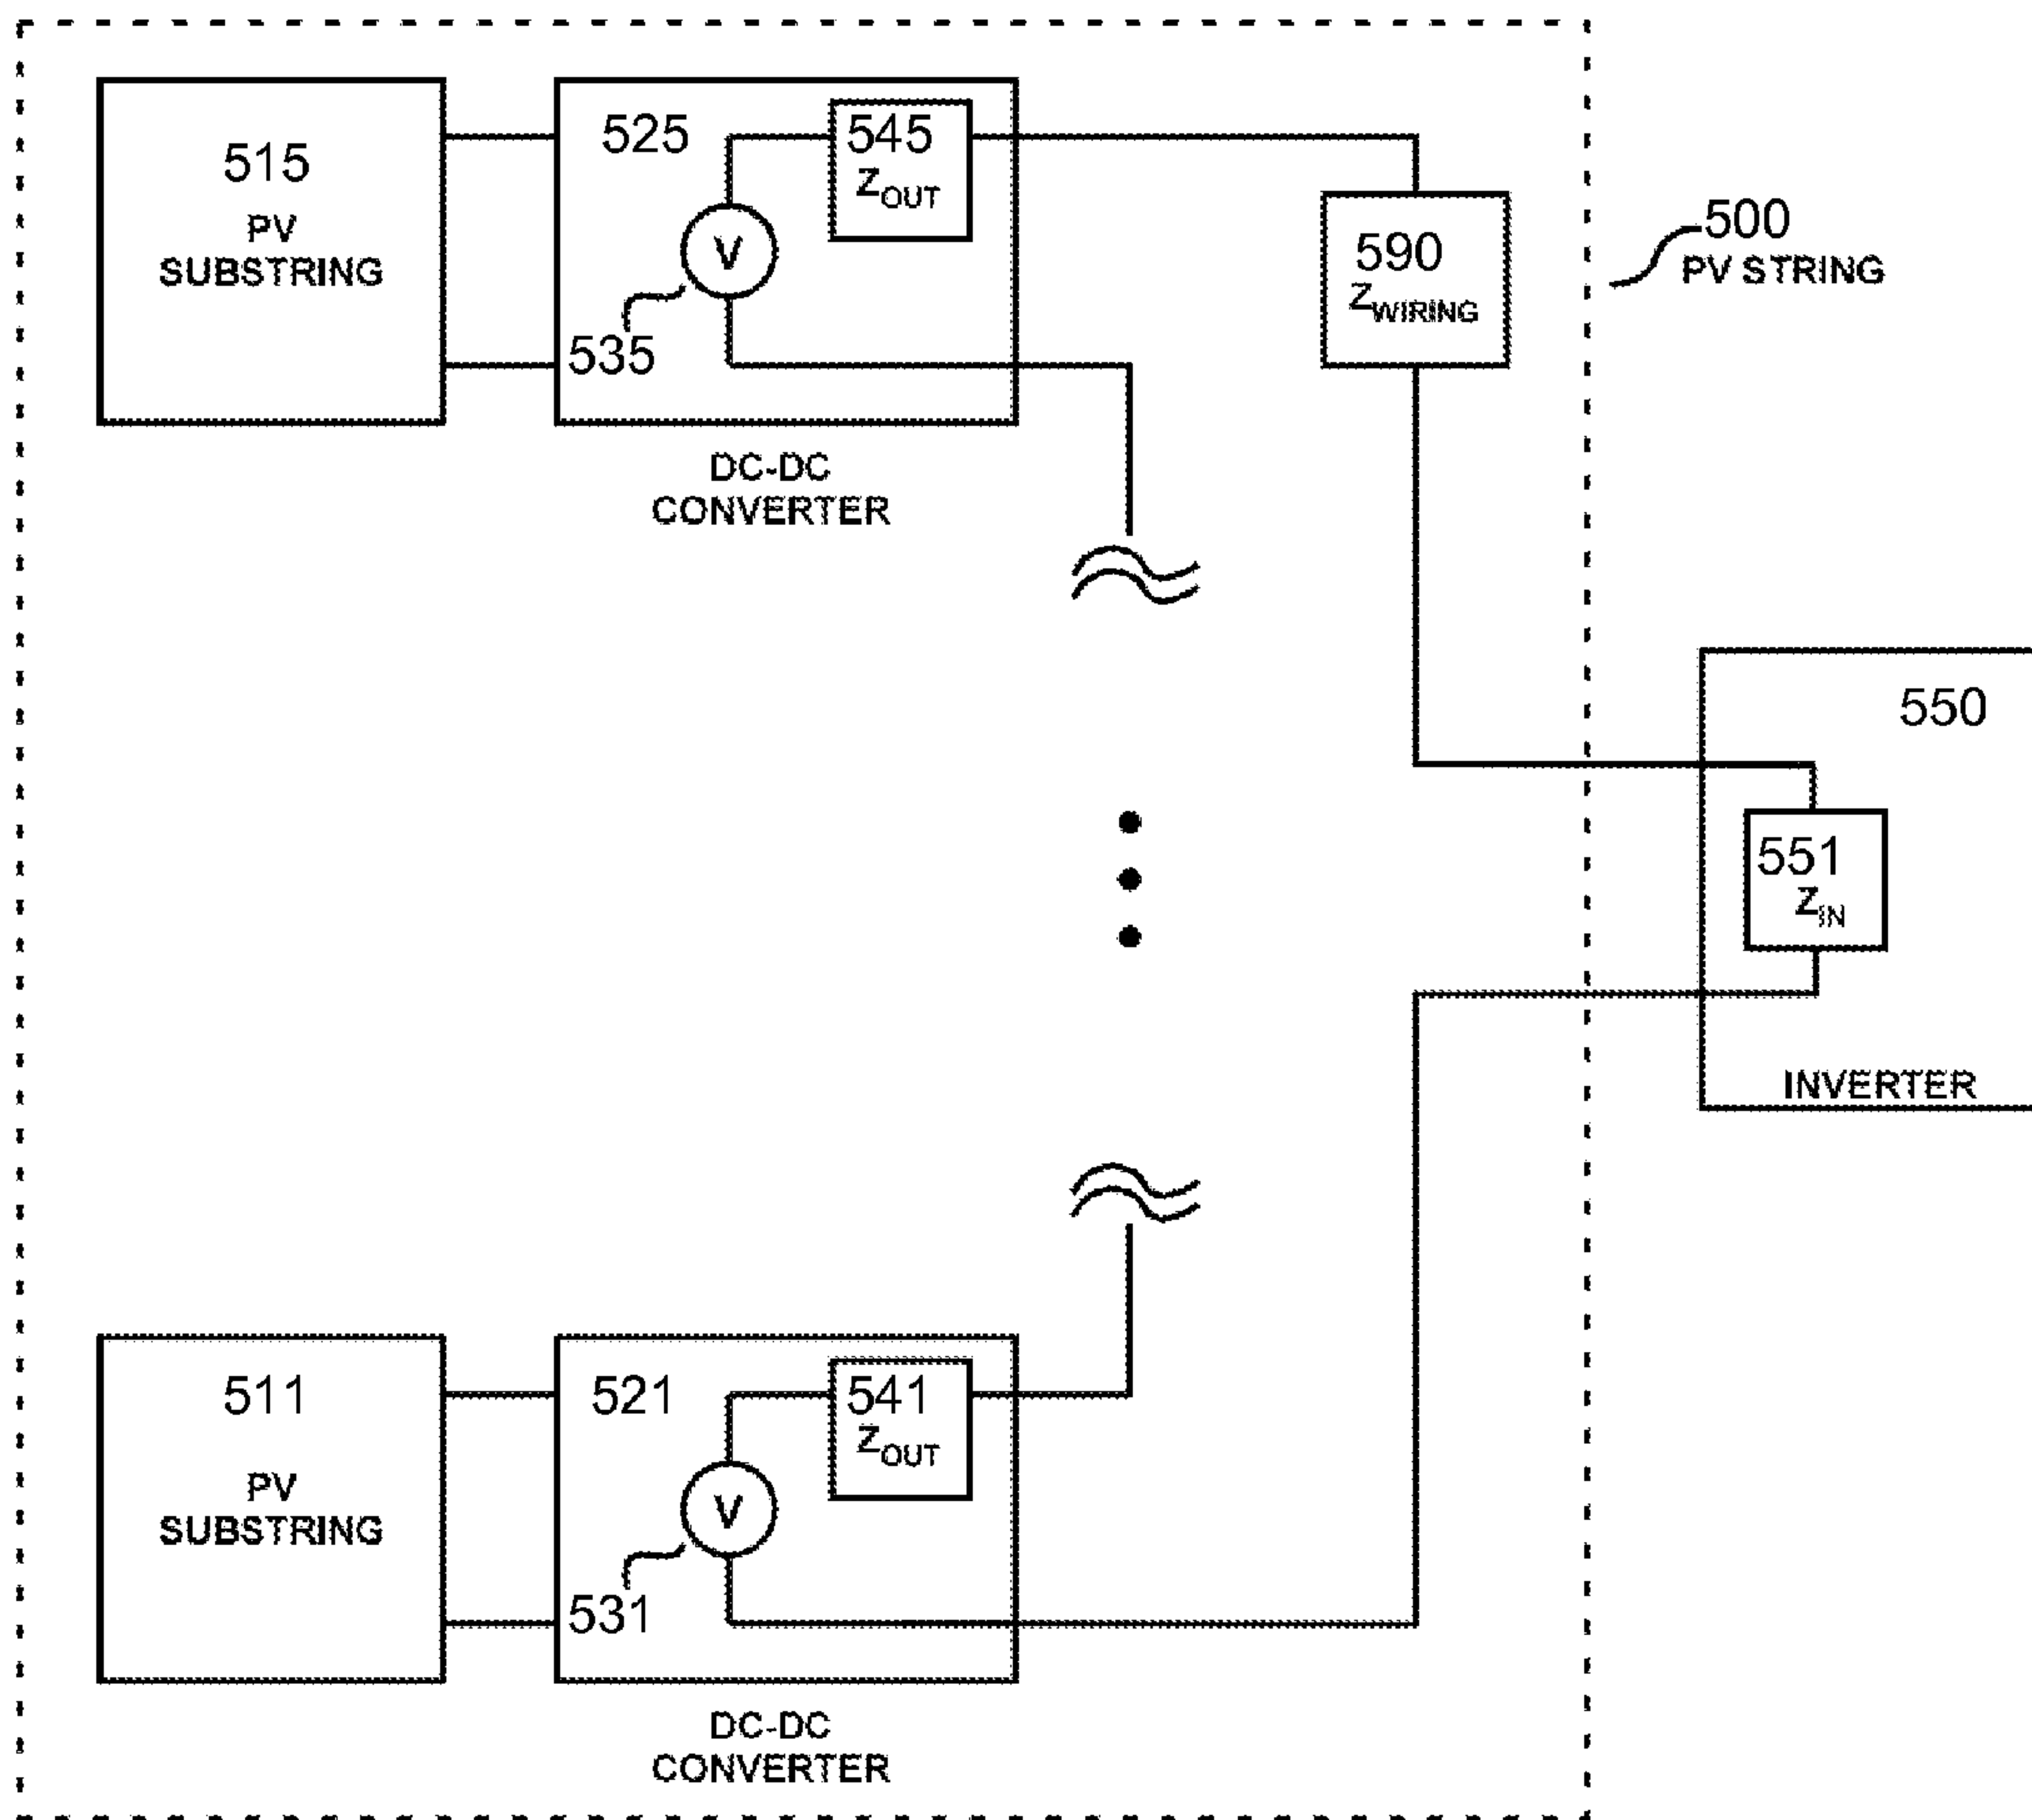 515
PV
SUBSTRING
525
V
535
545
ZOUT
DC-DC
CONVERTER
590
ZWIRING
500
PV STRING
550
551
ZIN
INVERTER
511
PV
SUBSTRING
521
V
531
541
ZOUT
DC-DC
CONVERTER